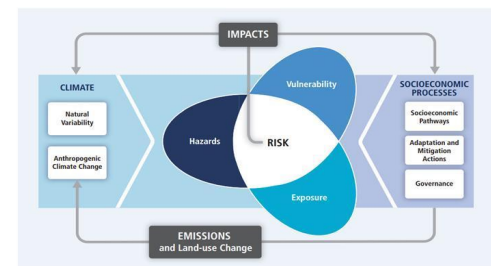 IMPACTS
CLIMATE
Natural
Variability
Anthropogenic
Climate Change
Vulnerability
Hazards
RISK
Exposure
SOCIOECONOMIC
PROCESSES
Socioeconomic
Pathways
Adaptation and
Mitigation
Actions
Governance
EMISSIONS
and Land-use Change